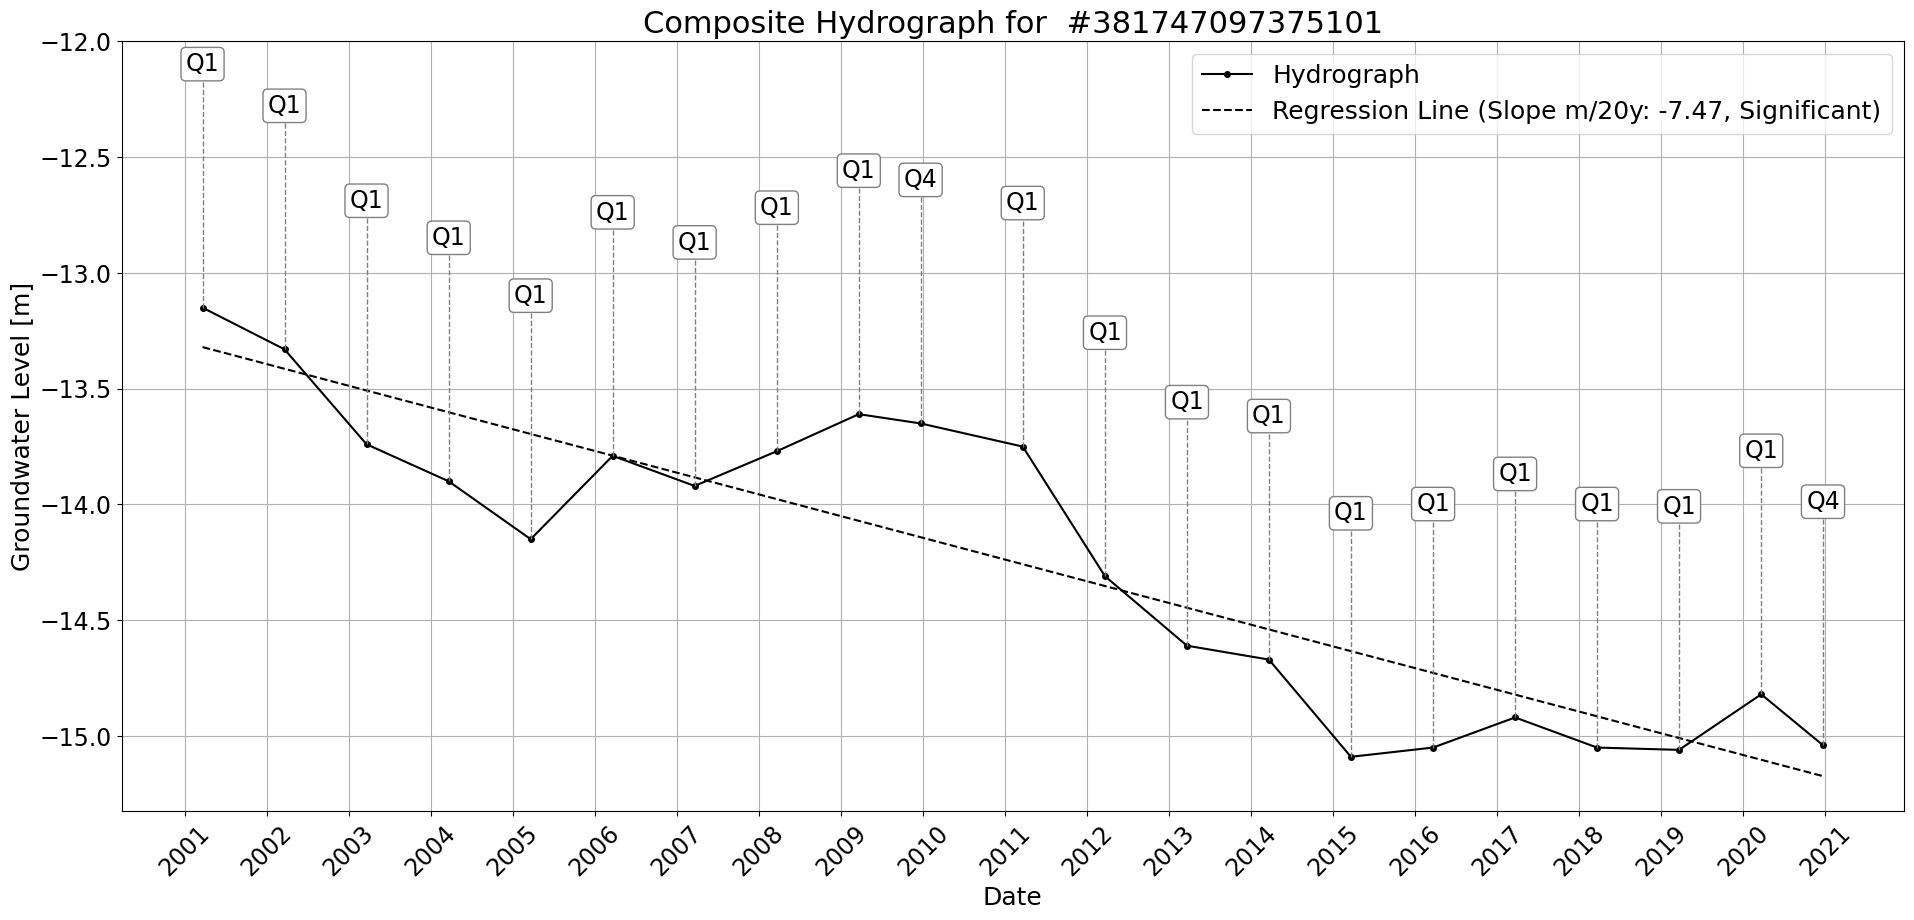 Composite Hydrograph for  #381747097375101
Hydrograph
Regression Line (Slope m/20y: -7.47, Significant)
Groundwater Level [m]
−12.0
−12.5
−13.0
−13.5
−14.0
−14.5
−15.0
Q1
Q1
Q1
Q1
Q1
Q1
Q1
Q1
Q1
Q4
Q1
Q1
Q1
Q1
Q1
Q1
Q1
Q1
Q1
Q1
Q4
2001
2002
2003
2004
2005
2006
2007
2008
2009
2010
2011
2012
2013
2014
2015
2016
2017
2018
2019
2020
2021
Date